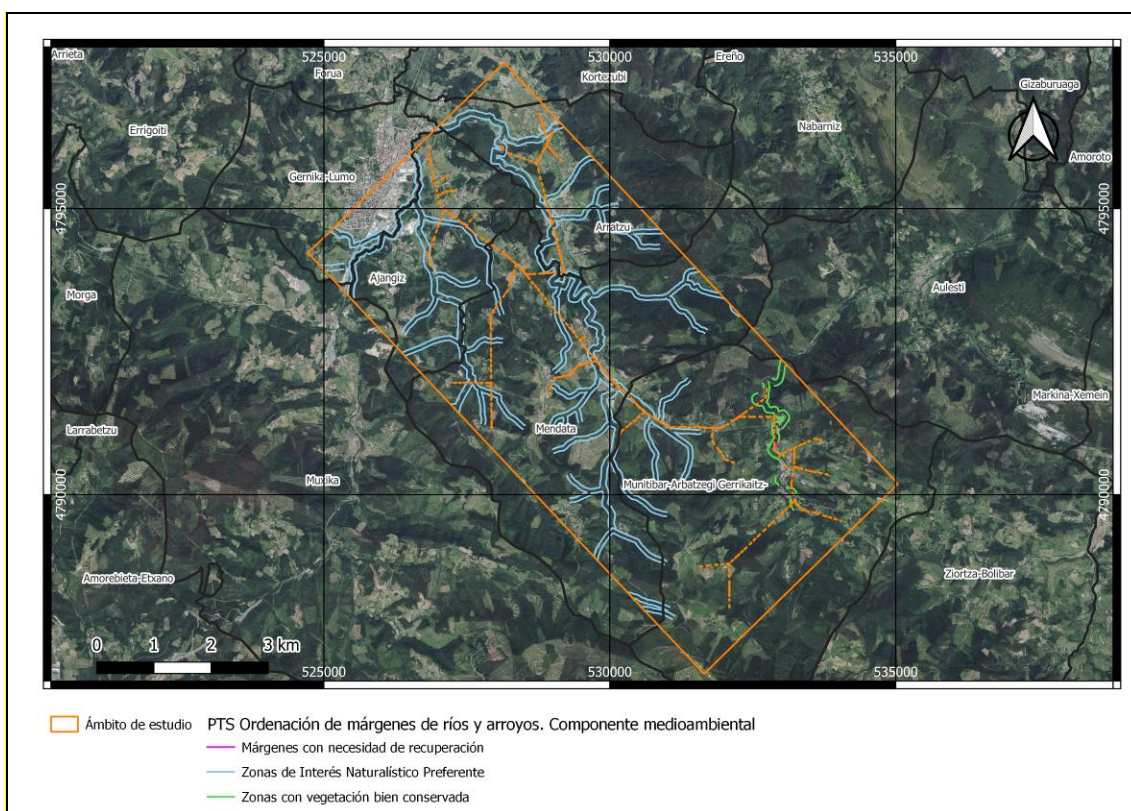 Arrieta
525000
Forua
530000
Kortezubi
Ereño
535000
Gizaburuaga
Errigoiti
Nabarniz
Amoroto
Gernika-Lumo
4795000
4795000
Arratzu
Ajangiz
Aulesti
Morga
Markina-Xemein
Larrabetzu
Mendata
Muxika
Munitibar-Arbatzegi Gerrikaitz-
4790000
4790000
Amorebieta-Etxano
Ziortza-Bolibar
0 1 2 3 km
525000
530000
535000
Ámbito de estudio
PTS Ordenación de márgenes de ríos y arroyos. Componente medioambiental
Márgenes con necesidad de recuperación
Zonas de Interés Naturalístico Preferente
Zonas con vegetación bien conservada